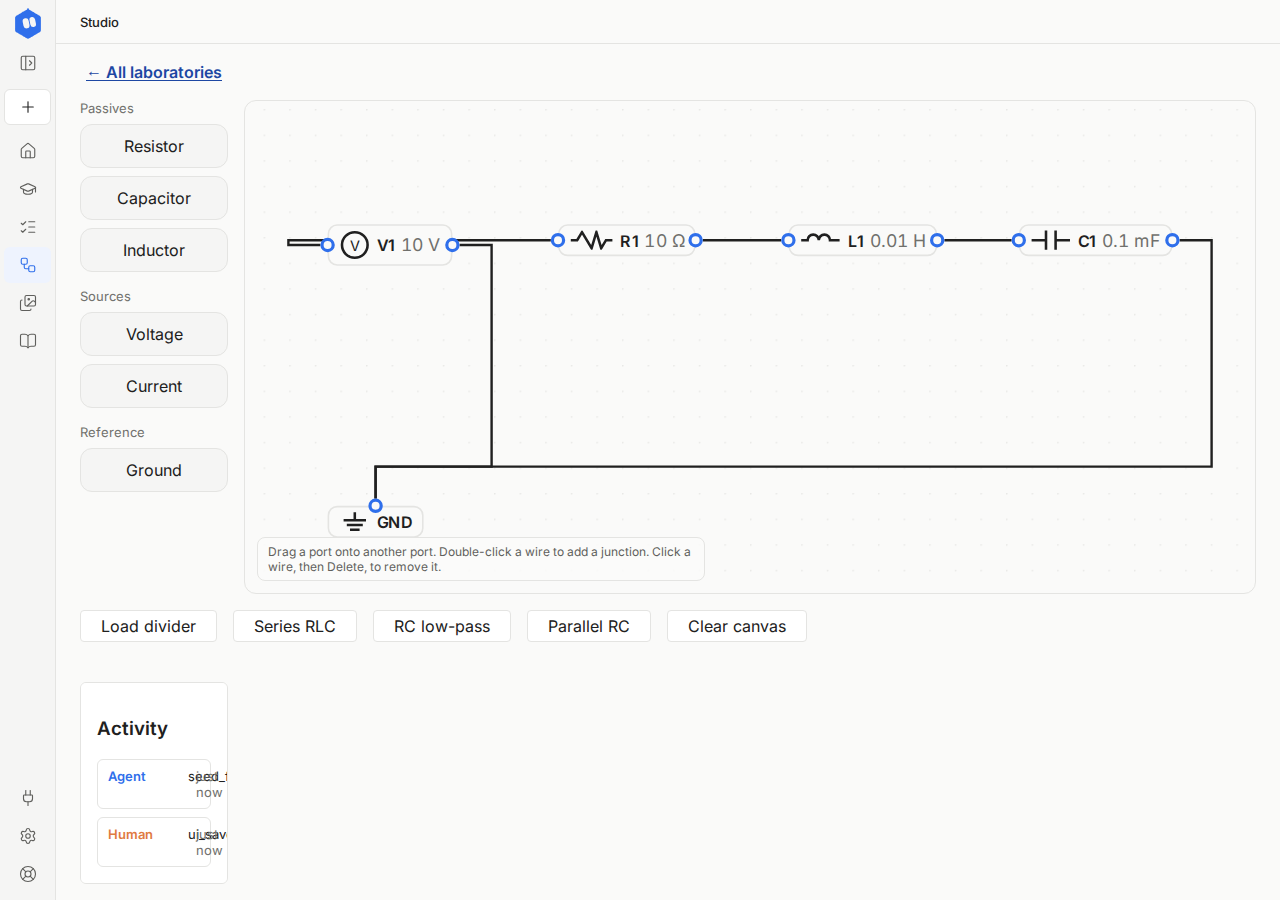 Studio
← All laboratories
Passives
Resistor
Capacitor
Inductor
Sources
Voltage
Current
Reference
Ground
V V1 10 V
R1 10 Ω
L1 0.01 H
C1 0.1 mF
GND
Drag a port onto another port. Double-click a wire to add a junction. Click a
wire, then Delete, to remove it.
Load divider
Series RLC
RC low-pass
Parallel RC
Clear canvas
Activity
Agent
now
Human
now